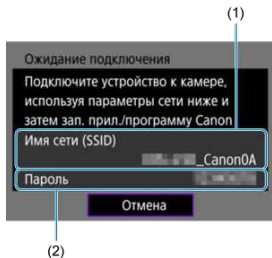 (1)
Ожидание подключения
Подключите устройство к камере,
используя параметры сети ниже и
затем зап. прил./программу Canon
Имя сети (SSID)
_Canon0A
Пароль
Отмена
(2)